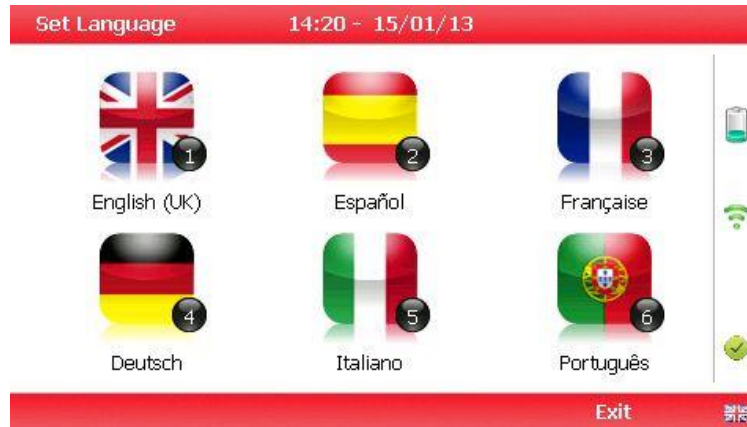 Set Language 14:20 - 15/01/13
1 2 3
English (UK) Español Française
4 5 6
Deutsch Italiano Português
Exit